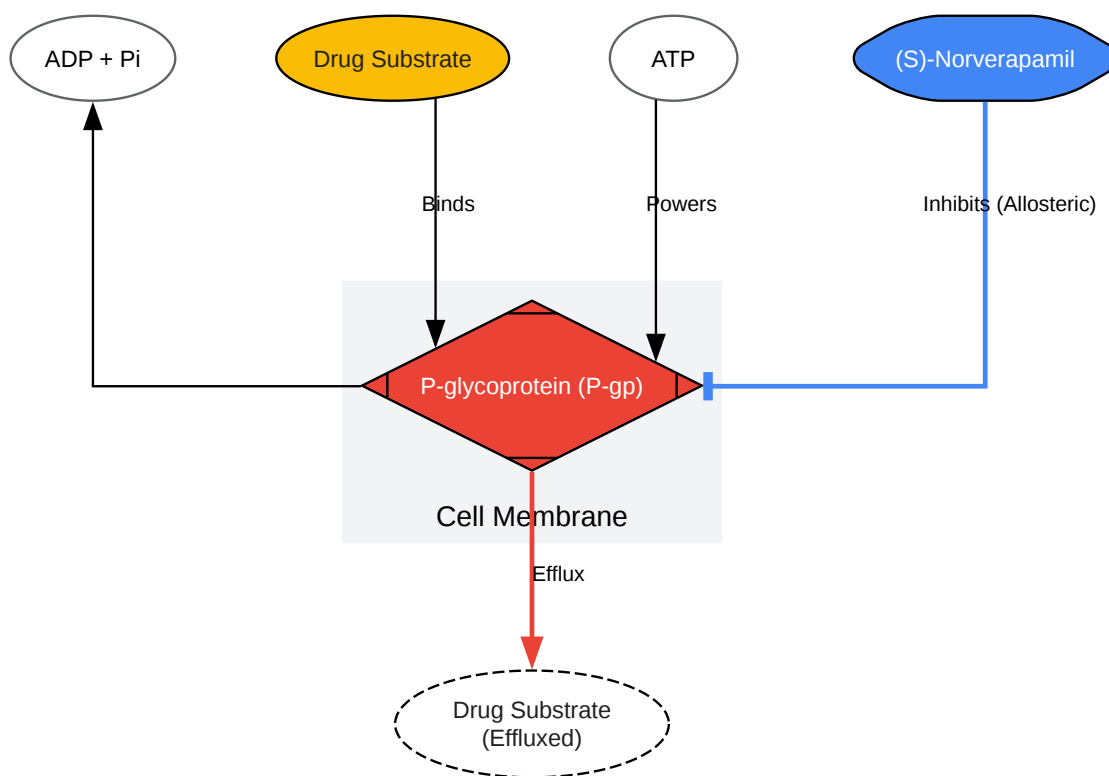 ADP + Pi
Drug Substrate
ATP
(S)-Norverapamil
Binds
Powers
Inhibits (Allosteric)
P-glycoprotein (P-gp)
Cell Membrane
Efflux
Drug Substrate
(Effluxed)